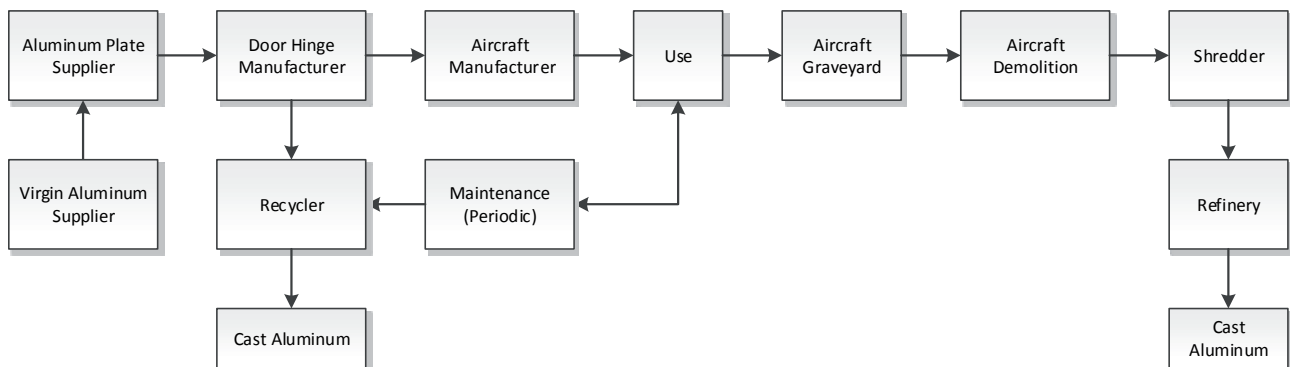 Aluminum Plate
Supplier
Door Hinge
Manufacturer
Aircraft
Manufacturer
Use
Aircraft
Graveyard
Aircraft
Demolition
Shredder
Virgin Aluminum
Supplier
Recycler
Maintenance
(Periodic)
Refinery
Cast Aluminum
Cast
Aluminum